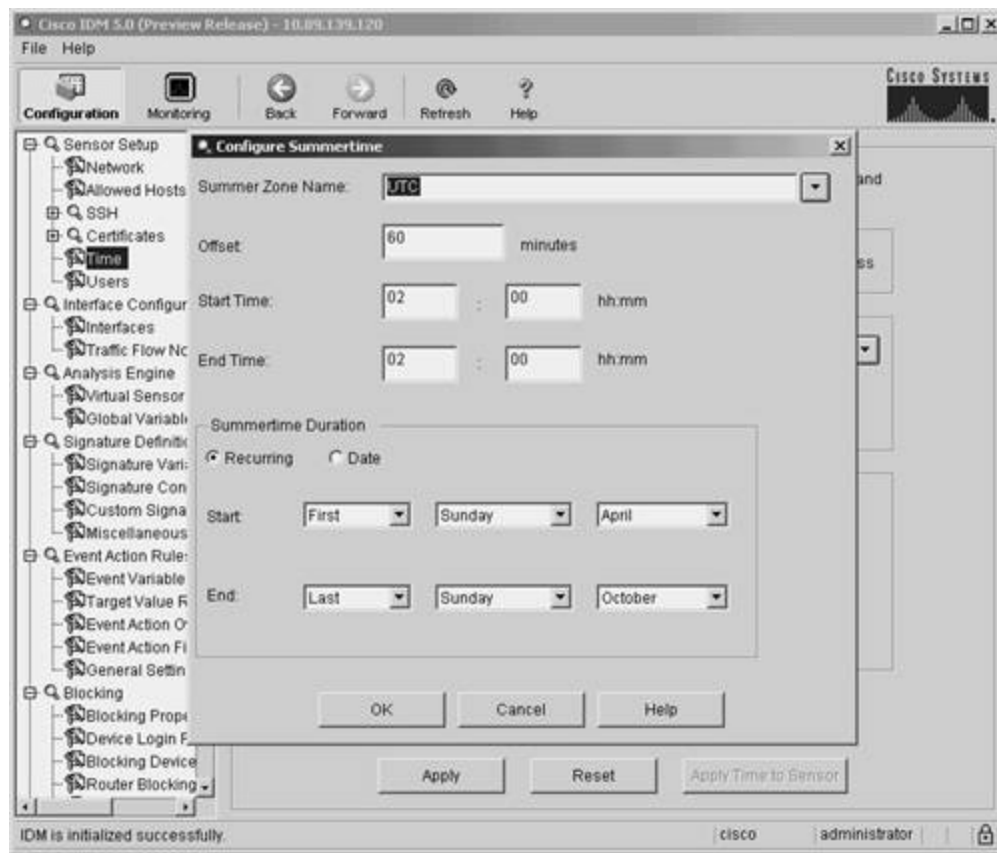 Cisco IDM 5.0 (Preview Release) - 10.89.139.120
File Help
Configuration Monitoring Back Forward Refresh Help
CISCO SYSTEMS
Sensor Setup
Network
Allowed Hosts
SSH
Certificates
Time
Users
Interface Configur
Interfaces
Traffic Flow No
Analysis Engine
Virtual Sensor
Global Variable
Signature Definitio
Signature Vari
Signature Con
Custom Signa
Miscellaneous
Event Action Rule
Event Variable
Target Value R
Event Action O
Event Action Fi
General Settin
Blocking
Blocking Prope
Device Login P
Blocking Device
Router Blocking
Configure Summertime
Summer Zone Name: UTC
Offset: 60 minutes
Start Time: 02 : 00 hh:mm
End Time: 02 : 00 hh:mm
Summertime Duration
Recurring Date
Start: First Sunday April
End: Last Sunday October
OK Cancel Help
and
ss
Apply Reset Apply Time to Sensor
IDM is initialized successfully. cisco administrator